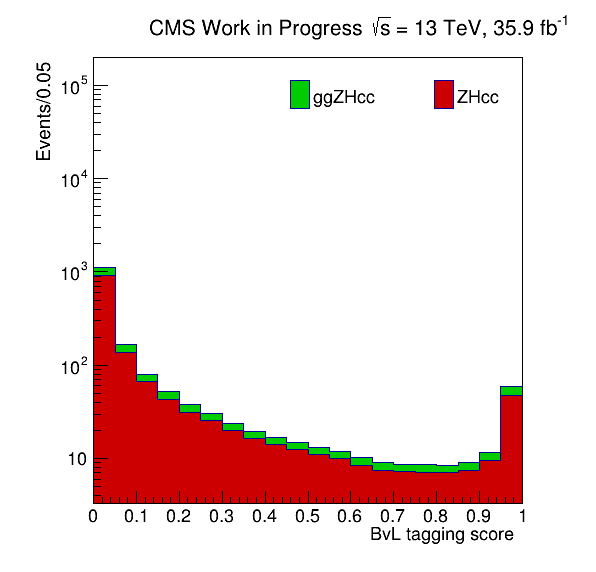 CMS Work in Progress √s = 13 TeV, 35.9 fb⁻¹
Events/0.05
ggZHcc ZHcc
10⁵
10⁴
10³
10²
10
0 0.1 0.2 0.3 0.4 0.5 0.6 0.7 0.8 0.9 1
BvL tagging score